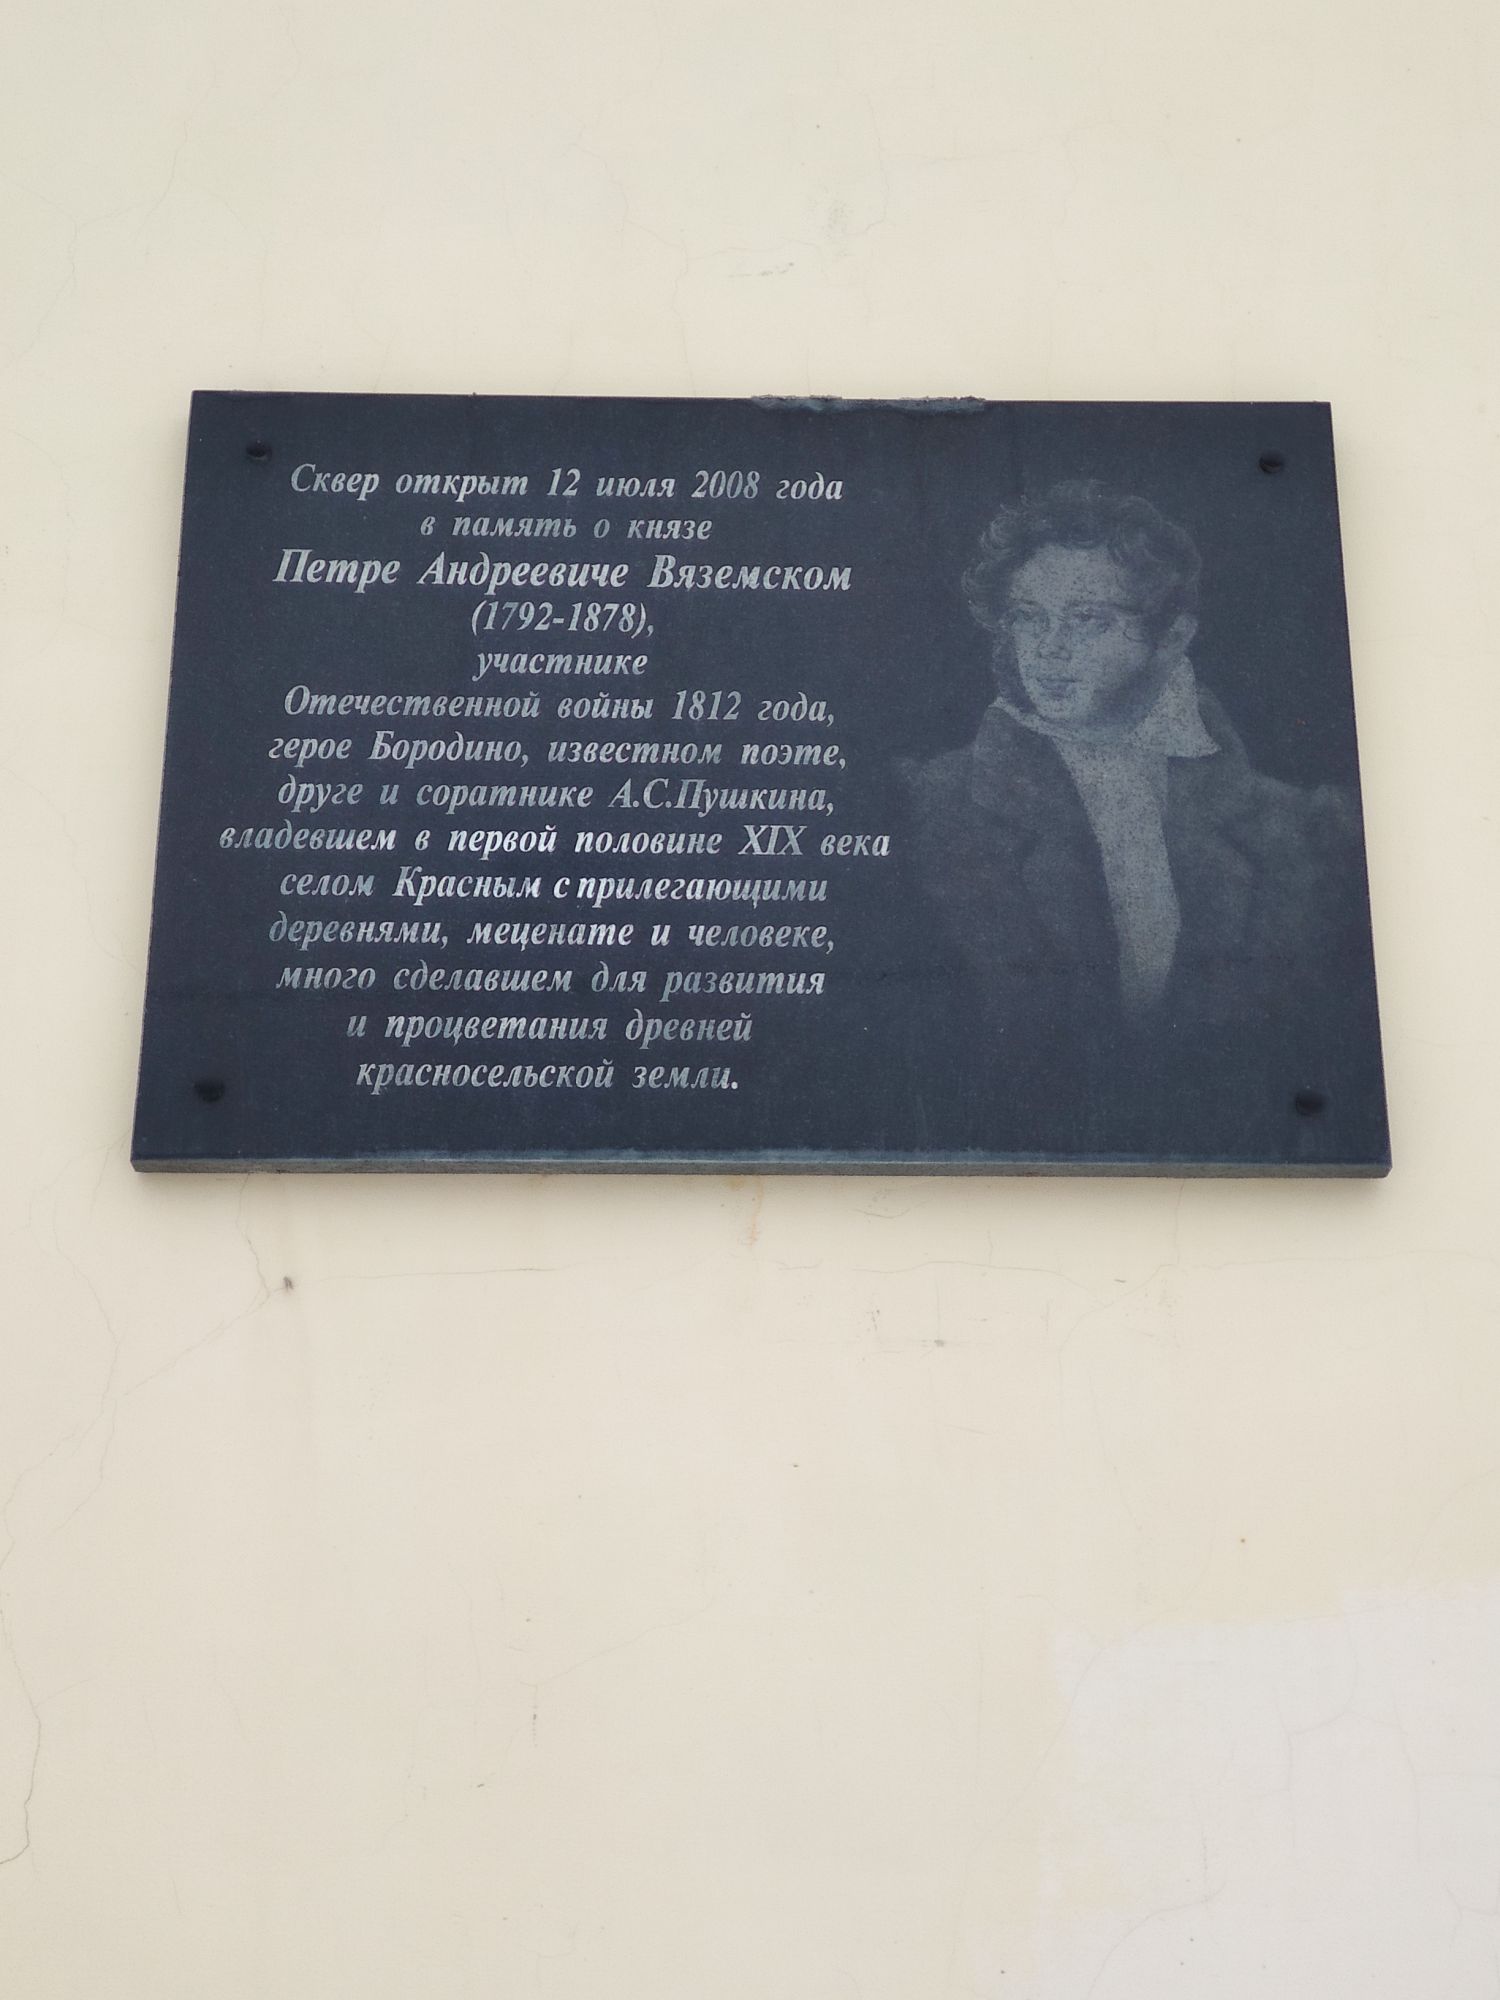 Сквер открыт 12 июля 2008 года
в память о князе
Петре Андреевиче Вяземском
(1792-1878),
участнике
Отечественной войны 1812 года,
герое Бородино, известном поэте,
друге и соратнике А.С.Пушкина,
владевшем в первой половине XIX века
селом Красным с прилегающими
деревнями, меценате и человеке,
много сделавшем для развития
и процветания древней
красносельской земли.